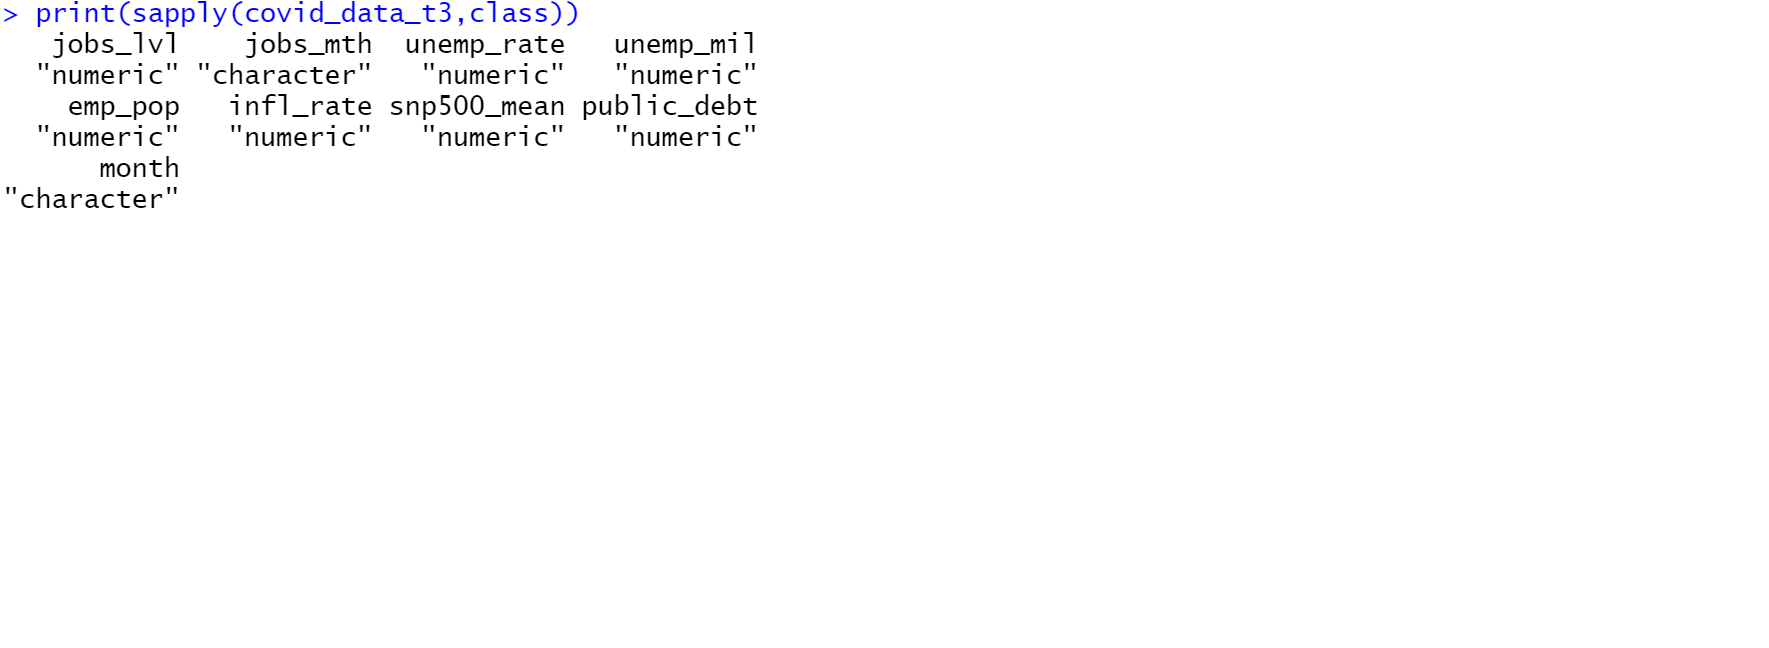 > print(sapply(covid_data_t3,class))
jobs_lvl jobs_mth unemp_rate unemp_mil
"numeric" "character" "numeric" "numeric"
emp_pop infl_rate snp500_mean public_debt
"numeric" "numeric" "numeric" "numeric"
month
"character"